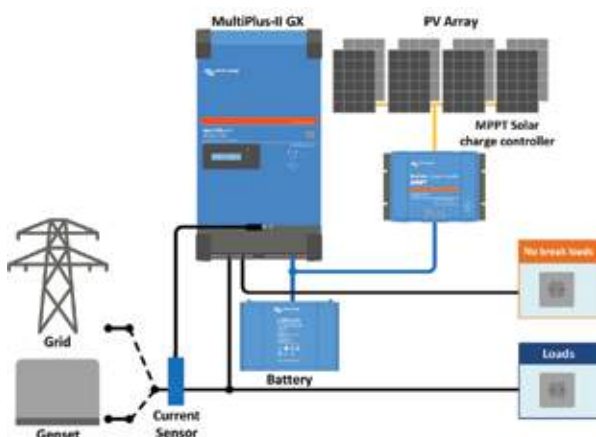 MultiPlus-II GX
PV Array
MPPT Solar
charge controller
No break loads
Grid
Loads
Battery
Genset
Current
Sensor